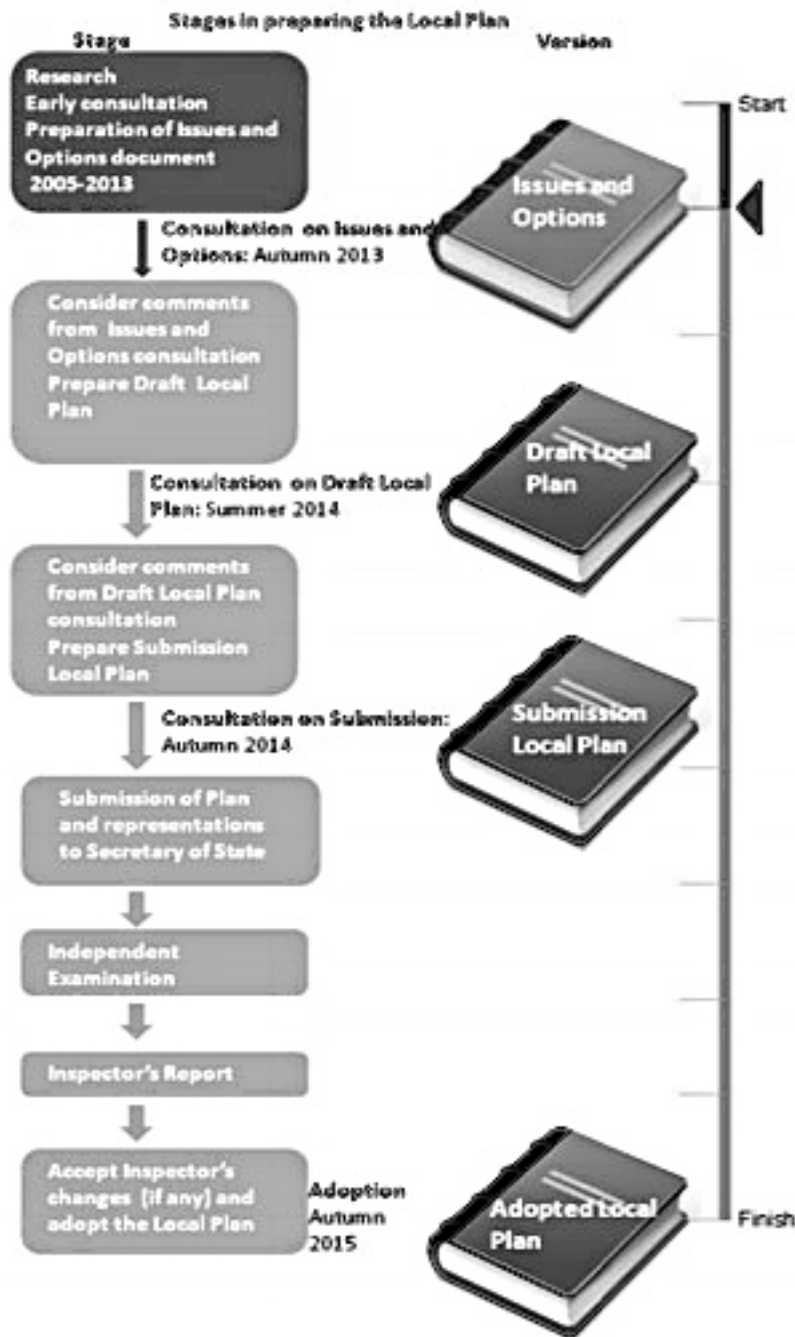 Stages in preparing the Local Plan
Stage
Version
Research
Early consultation
Preparation of Issues and
Options document
2005-2013
Start
Issues and
Options
Consultation on Issues and
Options: Autumn 2013
Consider comments
from Issues and
Options consultation
Prepare Draft Local
Plan
Draft Local
Plan
Consultation on Draft Local
Plan: Summer 2014
Consider comments
from Draft Local Plan
consultation
Prepare Submission
Local Plan
Submission
Local Plan
Consultation on Submission:
Autumn 2014
Submission of Plan
and representations
to Secretary of State
Independent
Examination
Inspector's Report
Accept Inspector's
changes (if any) and
adopt the Local Plan
Adoption
Autumn
2015
Adopted Local
Plan
Finish